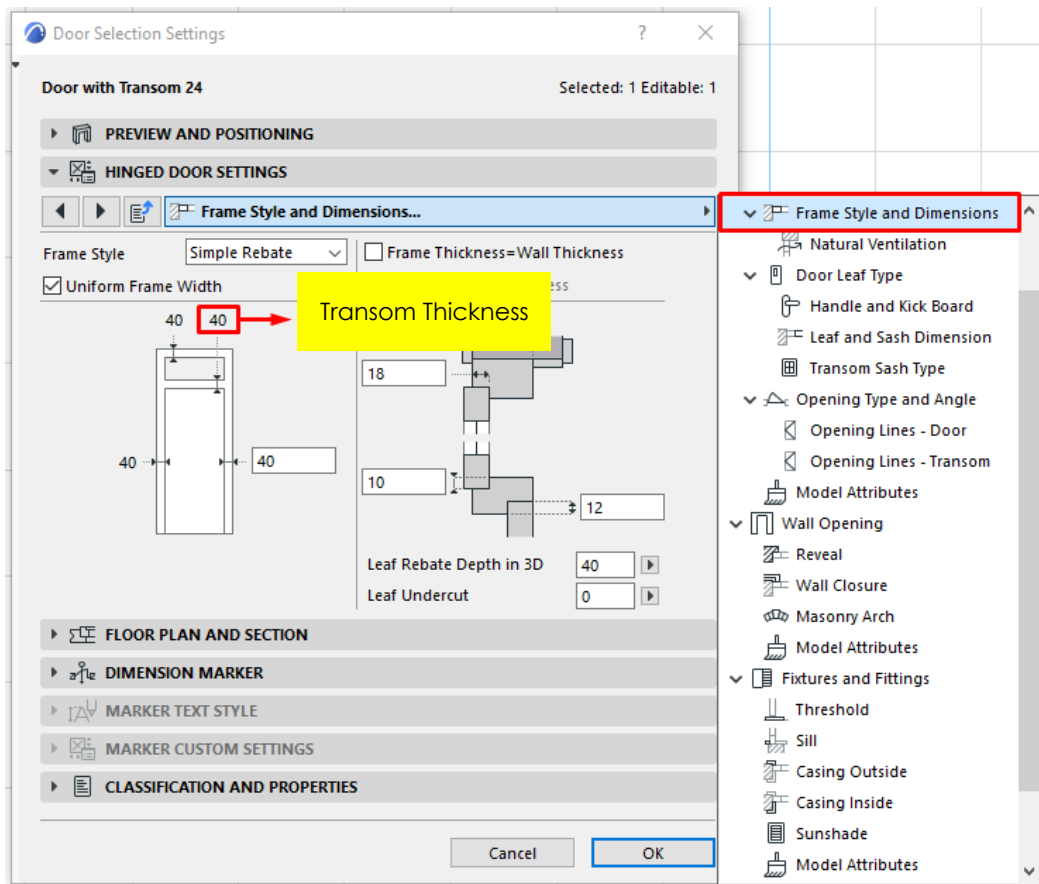 Door Selection Settings ?
Door with Transom 24 Selected: 1 Editable: 1
PREVIEW AND POSITIONING
HINGED DOOR SETTINGS
Frame Style and Dimensions...
Frame Style Simple Rebate Frame Thickness=Wall Thickness
Uniform Frame Width
Transom Thickness
40 40
18
40 40
10
12
Leaf Rebate Depth in 3D 40
Leaf Undercut 0
FLOOR PLAN AND SECTION
DIMENSION MARKER
MARKER TEXT STYLE
MARKER CUSTOM SETTINGS
CLASSIFICATION AND PROPERTIES
Cancel OK
Frame Style and Dimensions
Natural Ventilation
Door Leaf Type
Handle and Kick Board
Leaf and Sash Dimension
Transom Sash Type
Opening Type and Angle
Opening Lines - Door
Opening Lines - Transom
Model Attributes
Wall Opening
Reveal
Wall Closure
Masonry Arch
Model Attributes
Fixtures and Fittings
Threshold
Sill
Casing Outside
Casing Inside
Sunshade
Model Attributes